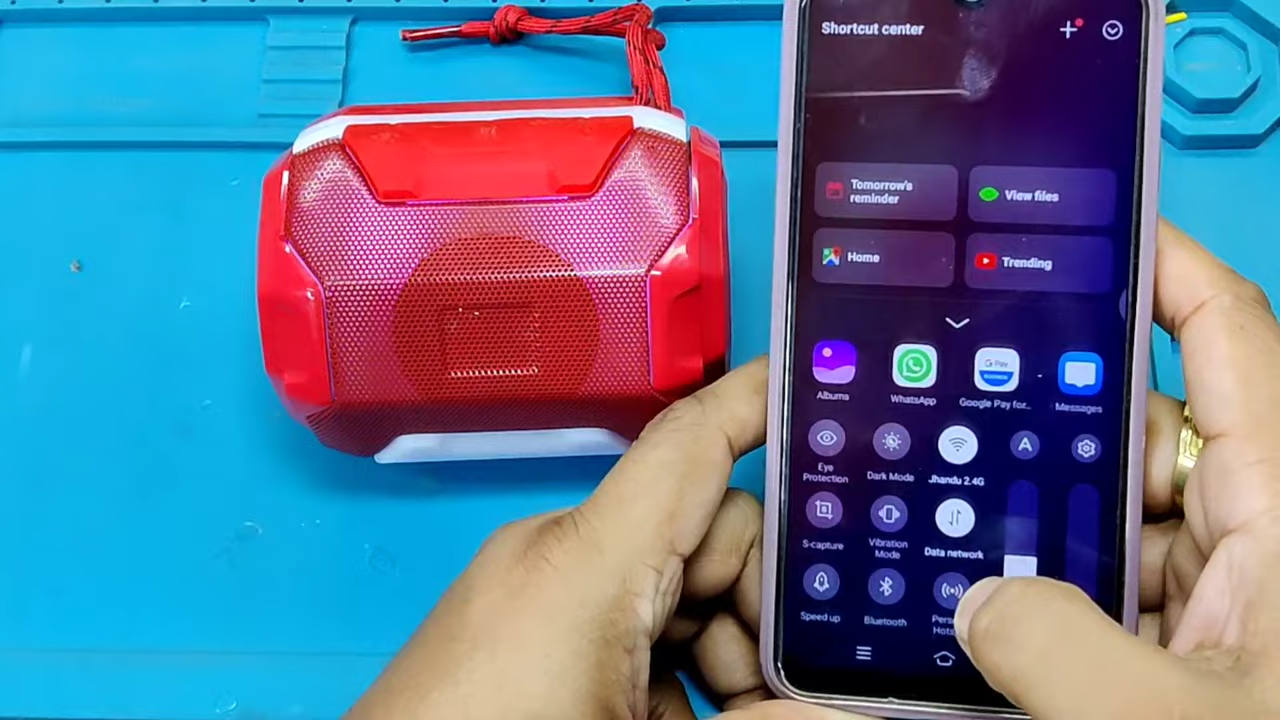 Shortcut center
Tomorrow's
reminder
View files
Home
Trending
Albums
WhatsApp
G Pay
Google Pay for...
Messages
Eye
Protection
Dark Mode
Jhandu 2.4G
A
S-capture
Vibration
Mode
Data network
Speed up
Bluetooth